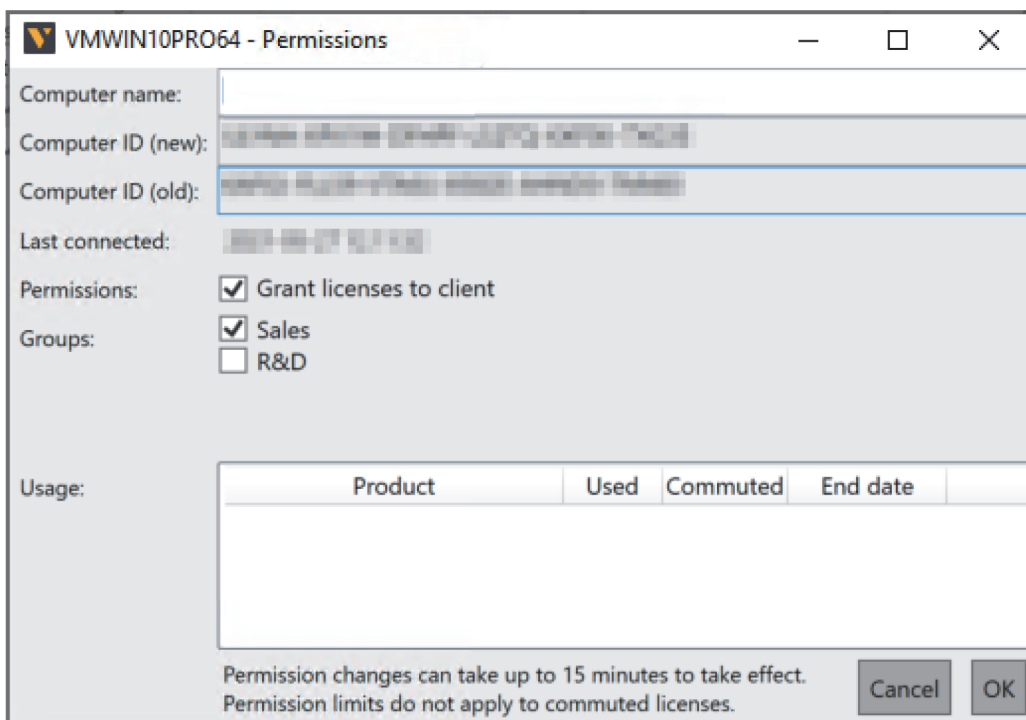 VMWIN10PRO64 - Permissions
Computer name:
Computer ID (new):
Computer ID (old):
Last connected:
Permissions: Grant licenses to client
Groups: Sales
R&D
Usage: Product Used Commuted End date
Permission changes can take up to 15 minutes to take effect.
Permission limits do not apply to commuted licenses.
Cancel OK